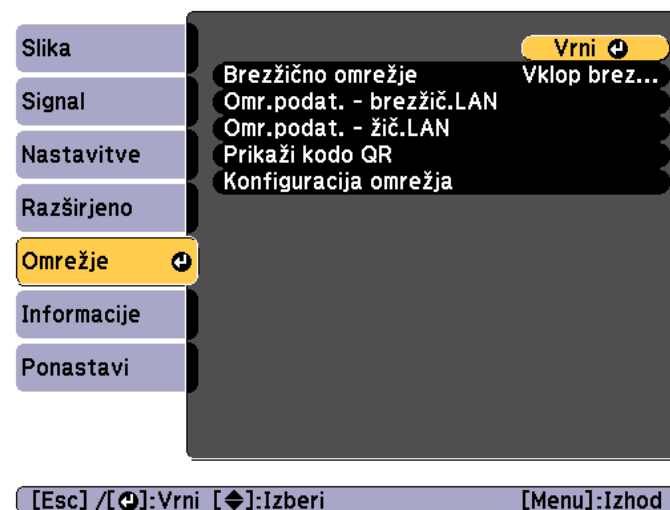 Slika
Signal
Nastavitve
Razširjeno
Omrežje
Informacije
Ponastavi
Vrni
Brezžično omrežje Vklop brez...
Omr.podat. - brezžič.LAN
Omr.podat. - žič.LAN
Prikaži kodo QR
Konfiguracija omrežja
[Esc] /[⏎]:Vrni [◆]:Izberi [Menu]:Izhod